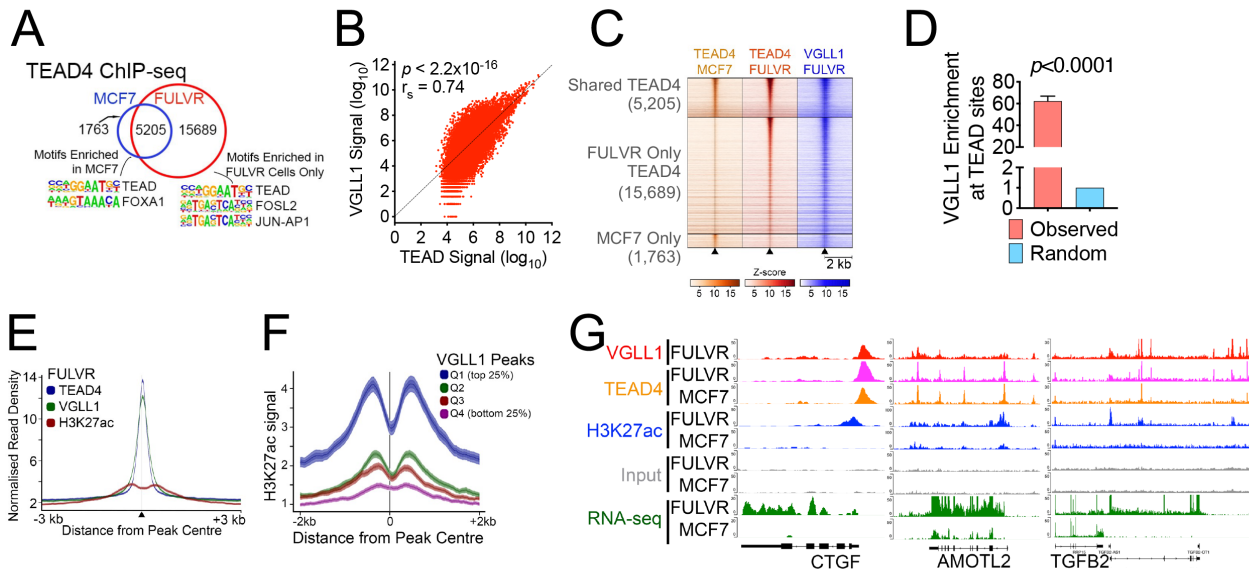 A
TEAD4 ChIP-seq
MCF7
FULVR
1763
5205
15689
Motifs Enriched
in MCF7
Motifs Enriched in
FULVR Cells Only
TEAD
FOXA1
TEAD
FOSL2
JUN-AP1
B
VGLL1 Signal (log10)
12
10
8
6
4
2
0
p < 2.2x10-16
rs = 0.74
0 2 4 6 8 10 12
TEAD Signal (log10)
C
TEAD4 TEAD4 VGLL1
MCF7 FULVR FULVR
Shared TEAD4
(5,205)
FULVR Only
TEAD4
(15,689)
MCF7 Only
(1,763)
2 kb
Z-score
5 10 15 5 10 15 5 10 15
D
VGLL1 Enrichment
at TEAD sites
p<0.0001
80
60
40
20
2
1
0
Observed
Random
E
Normalised Read Density
14
10
6
2
FULVR
TEAD4
VGLL1
H3K27ac
-3 kb +3 kb
Distance from Peak Centre
F
H3K27ac signal
4
3
2
1
VGLL1 Peaks
Q1 (top 25%)
Q2
Q3
Q4 (bottom 25%)
-2kb 0 +2kb
Distance from Peak Centre
G
VGLL1 FULVR
TEAD4 FULVR
MCF7
H3K27ac FULVR
MCF7
Input FULVR
MCF7
RNA-seq FULVR
MCF7
CTGF AMOTL2 TGFB2